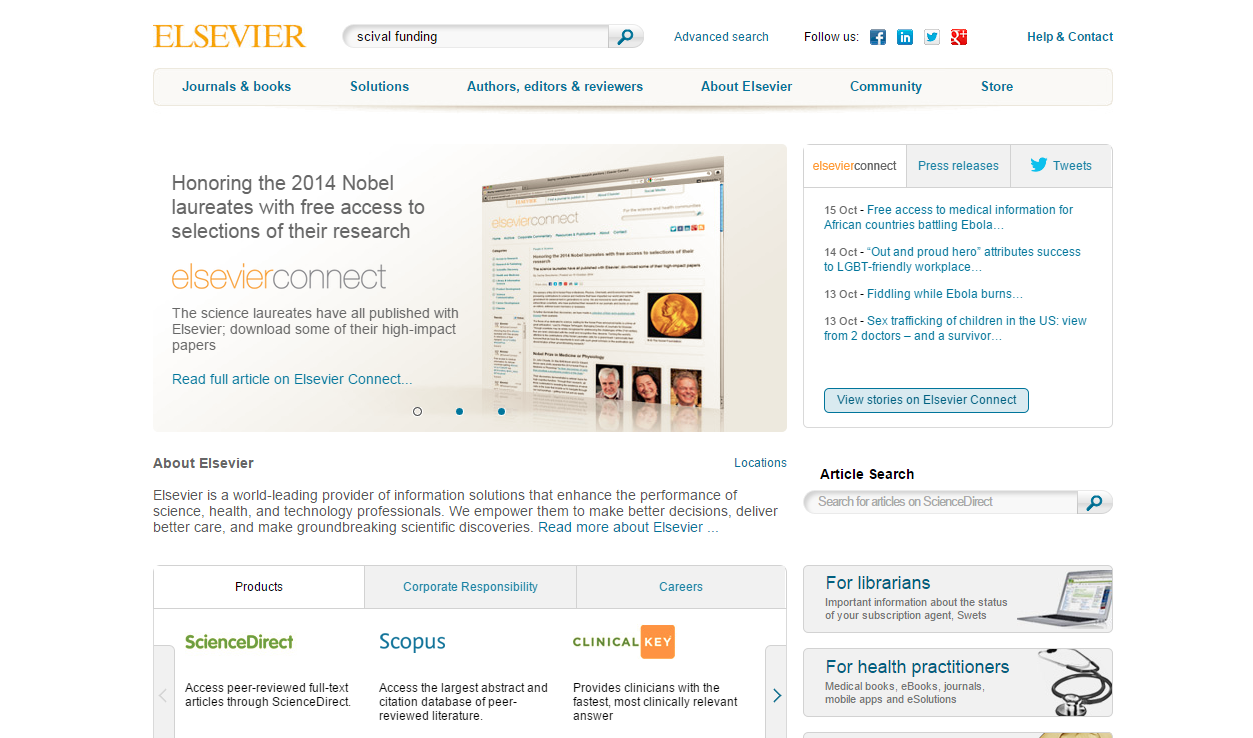 ELSEVIER
scival funding
Advanced search
Follow us:
Help & Contact
Journals & books
Solutions
Authors, editors & reviewers
About Elsevier
Community
Store
Honoring the 2014 Nobel
laureates with free access to
selections of their research
elsevierconnect
The science laureates have all published with
Elsevier; download some of their high-impact
papers
Read full article on Elsevier Connect...
elsevierconnect
elsevierconnect
Press releases
Tweets
15 Oct - Free access to medical information for
African countries battling Ebola…
14 Oct - “Out and proud hero” attributes success
to LGBT-friendly workplace…
13 Oct - Fiddling while Ebola burns…
13 Oct - Sex trafficking of children in the US: view
from 2 doctors – and a survivor…
View stories on Elsevier Connect
About Elsevier
Locations
Elsevier is a world-leading provider of information solutions that enhance the performance of
science, health, and technology professionals. We empower them to make better decisions, deliver
better care, and make groundbreaking scientific discoveries. Read more about Elsevier ...
Article Search
Search for articles on ScienceDirect
Products
Corporate Responsibility
Careers
ScienceDirect
Access peer-reviewed full-text
articles through ScienceDirect.
Scopus
Access the largest abstract and
citation database of peer-
reviewed literature.
CLINICAL KEY
Provides clinicians with the
fastest, most clinically relevant
answer
For librarians
Important information about the status
of your subscription agent, Swets
For health practitioners
Medical books, eBooks, journals,
mobile apps and eSolutions